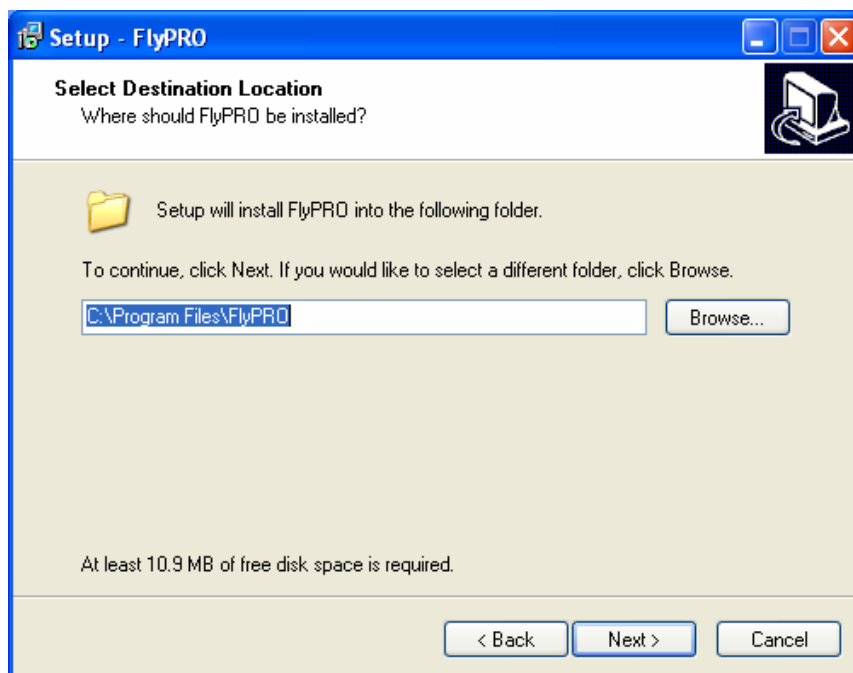 Setup - FlyPRO
Select Destination Location
Where should FlyPRO be installed?
Setup will install FlyPRO into the following folder.
To continue, click Next. If you would like to select a different folder, click Browse.
C:\Program Files\FlyPRO
Browse...
At least 10.9 MB of free disk space is required.
< Back
Next >
Cancel